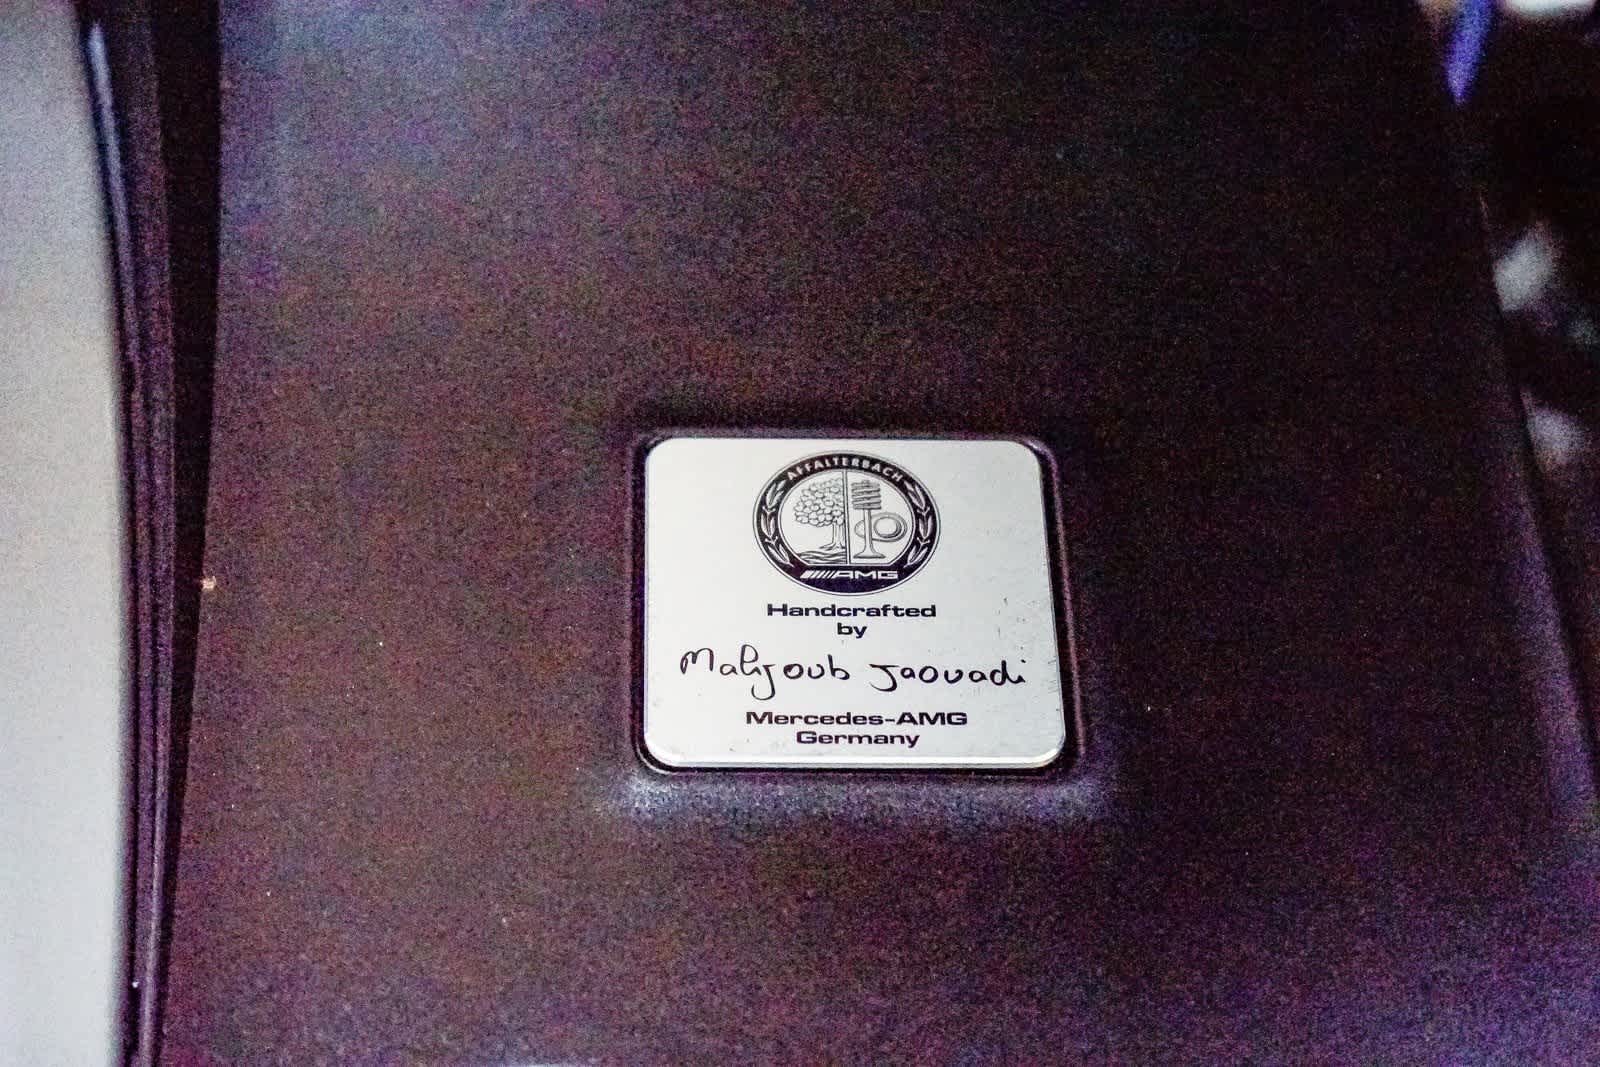 AFFALTERBACH
AMG
Handcrafted
by
Mahjoub Jaouadi
Mercedes-AMG
Germany